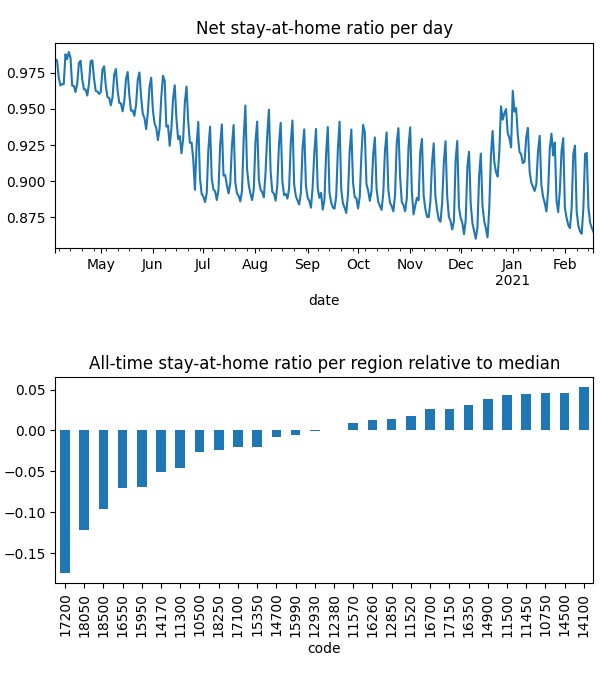 Net stay-at-home ratio per day
0.975
0.950
0.925
0.900
0.875
May Jun Jul Aug Sep Oct Nov Dec Jan Feb
2021
date
All-time stay-at-home ratio per region relative to median
0.05
0.00
−0.05
−0.10
−0.15
17200 18050 18500 16550 15950 14170 11300 10500 18250 17100 15350 14700 15990 12930 12380 11570 16260 12850 11520 16700 17150 16350 14900 11500 11450 10750 14500 14100
code